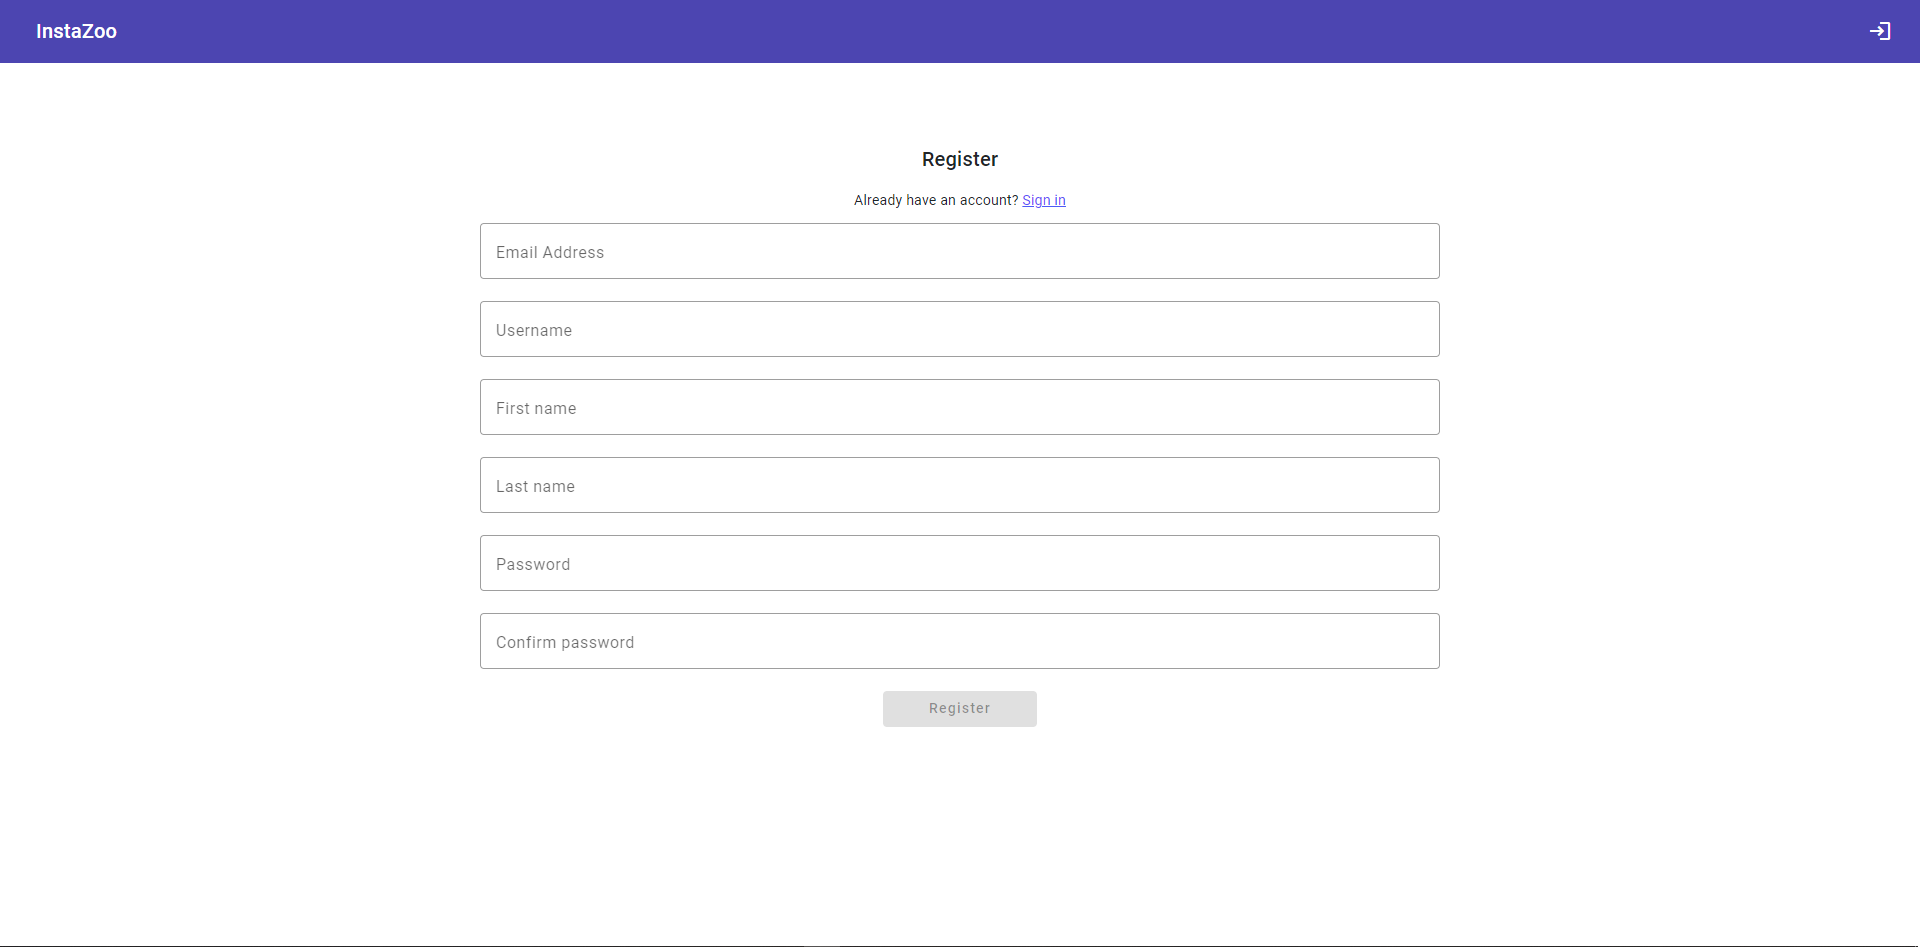 InstaZoo
Register
Already have an account? Sign in
Email Address
Username
First name
Last name
Password
Confirm password
Register